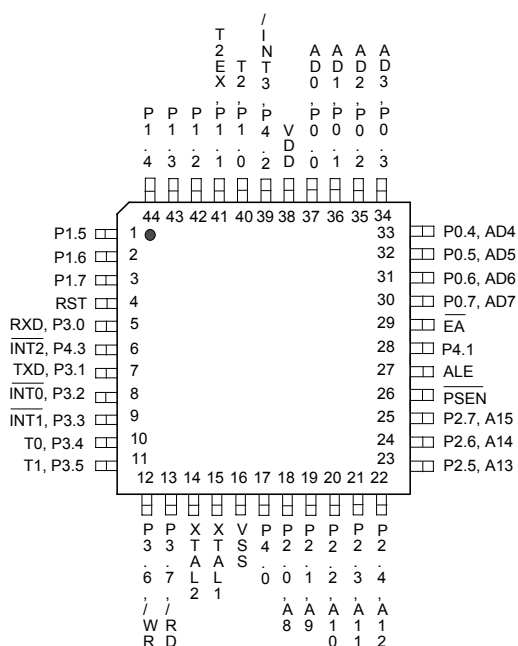 P1.4
P1.3
P1.2
T2EX,P1.1
T2,P1.0
/INT3,P4.2
VDD
AD0,P0.0
AD1,P0.1
AD2,P0.2
AD3,P0.3
44 43 42 41 40 39 38 37 36 35 34
P1.5 1
P1.6 2
P1.7 3
RST 4
RXD, P3.0 5
INT2, P4.3 6
TXD, P3.1 7
INT0, P3.2 8
INT1, P3.3 9
T0, P3.4 10
T1, P3.5 11
33 P0.4, AD4
32 P0.5, AD5
31 P0.6, AD6
30 P0.7, AD7
29 EA
28 P4.1
27 ALE
26 PSEN
25 P2.7, A15
24 P2.6, A14
23 P2.5, A13
12 13 14 15 16 17 18 19 20 21 22
P3.6,/WR
P3.7,/RD
XTAL2
XTAL1
VSS
P4.0
P2.0,A8
P2.1,A9
P2.2,A10
P2.3,A11
P2.4,A12